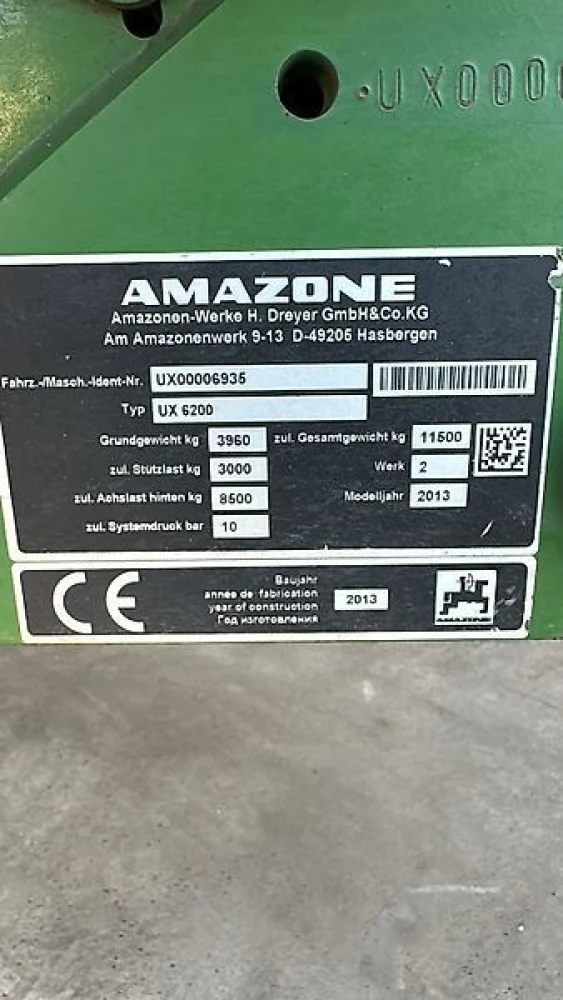 ·UX000
AMAZONE
Amazonen-Werke H. Dreyer GmbH&Co.KG
Am Amazonenwerk 9-13 D-49205 Hasbergen
Fahrz.-/Masch.-Ident-Nr. UX00006935
Typ UX 6200
Grundgewicht kg 3960 zul. Gesamtgewicht kg 11500
zul. Stützlast kg 3000 Werk 2
zul. Achslast hinten kg 8500 Modelljahr 2013
zul. Systemdruck bar 10
CE
Baujahr
année de fabrication
year of construction 2013
Год изготовления
AMAZONE